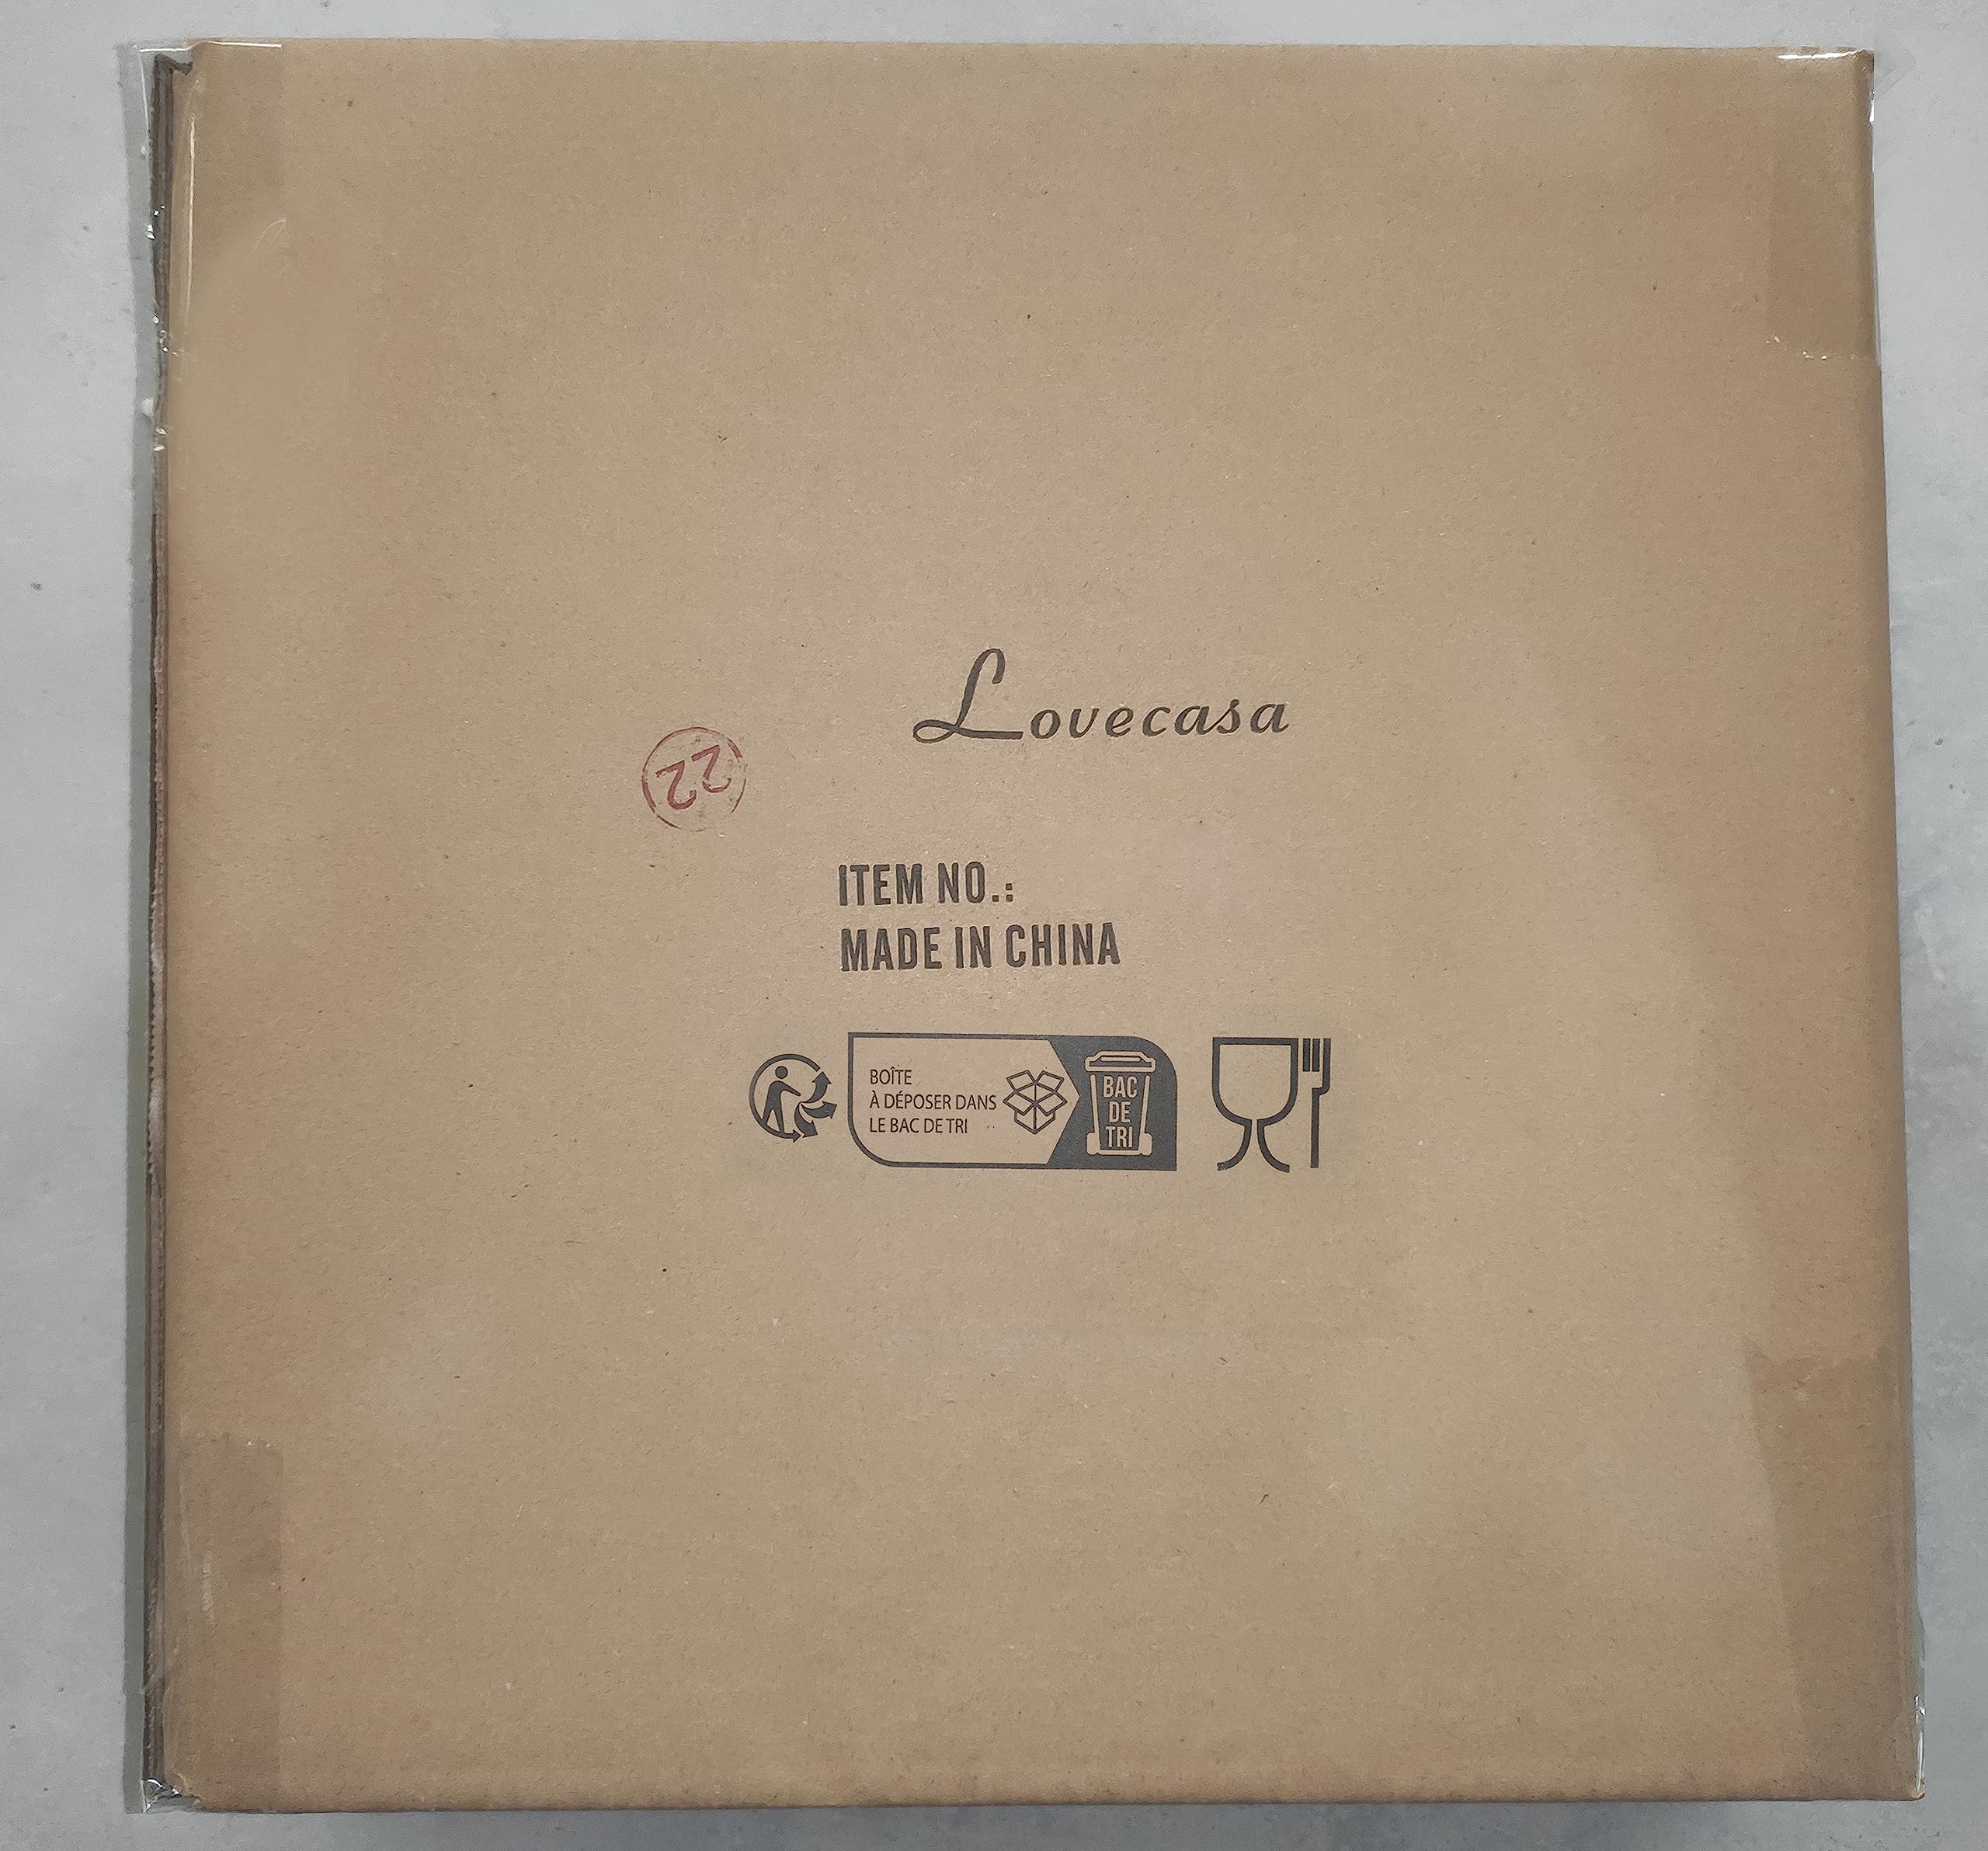 Lovecasa
22
ITEM NO.:
MADE IN CHINA
BOÎTE
À DÉPOSER DANS
LE BAC DE TRI
BAC
DE
TRI